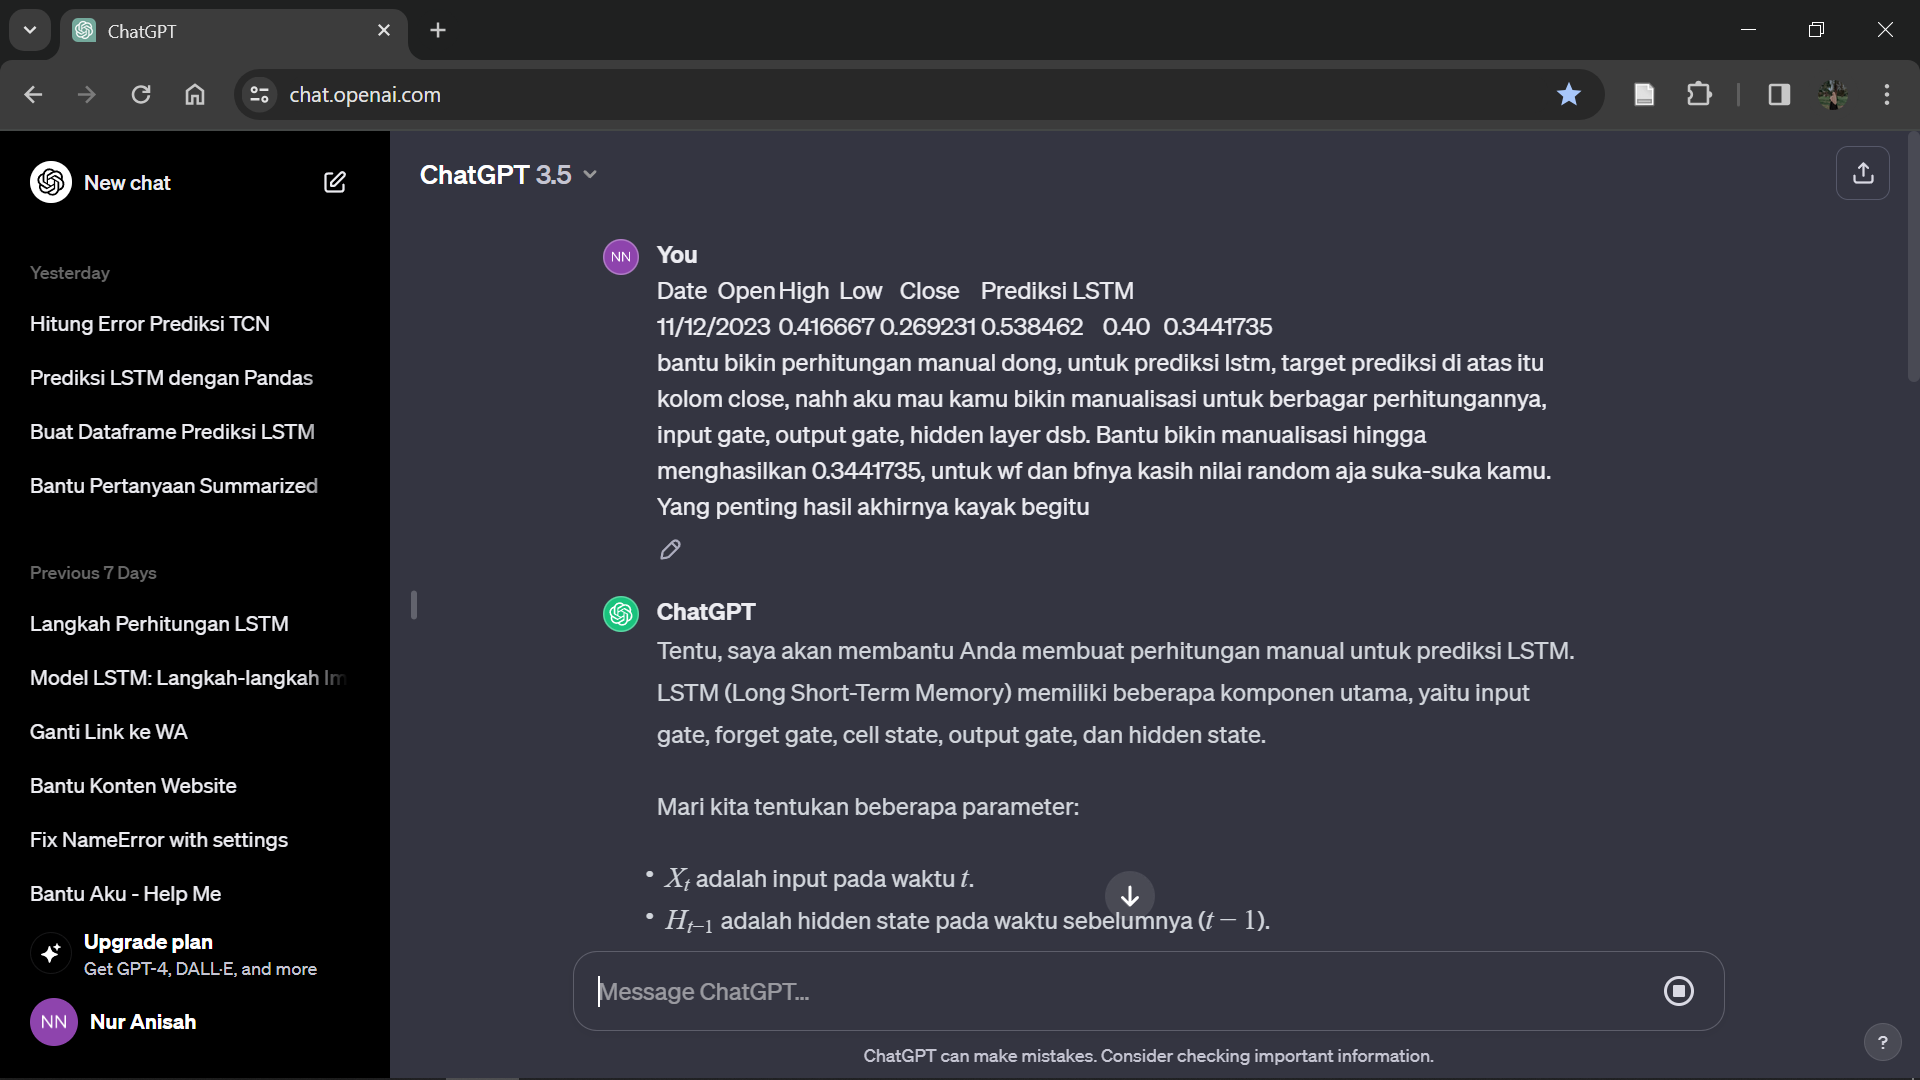 ChatGPT
chat.openai.com
New chat
Yesterday
Hitung Error Prediksi TCN
Prediksi LSTM dengan Pandas
Buat Dataframe Prediksi LSTM
Bantu Pertanyaan Summarized
Previous 7 Days
Langkah Perhitungan LSTM
Model LSTM: Langkah-langkah Im
Ganti Link ke WA
Bantu Konten Website
Fix NameError with settings
Bantu Aku - Help Me
Upgrade plan
Get GPT-4, DALL·E, and more
NN Nur Anisah
ChatGPT 3.5
NN You
Date Open High Low Close Prediksi LSTM
11/12/2023 0.416667 0.269231 0.538462 0.40 0.3441735
bantu bikin perhitungan manual dong, untuk prediksi lstm, target prediksi di atas itu
kolom close, nahh aku mau kamu bikin manualisasi untuk berbagar perhitungannya,
input gate, output gate, hidden layer dsb. Bantu bikin manualisasi hingga
menghasilkan 0.3441735, untuk wf dan bfnya kasih nilai random aja suka-suka kamu.
Yang penting hasil akhirnya kayak begitu
ChatGPT
Tentu, saya akan membantu Anda membuat perhitungan manual untuk prediksi LSTM.
LSTM (Long Short-Term Memory) memiliki beberapa komponen utama, yaitu input
gate, forget gate, cell state, output gate, dan hidden state.
Mari kita tentukan beberapa parameter:
• Xt adalah input pada waktu t.
• Ht−1 adalah hidden state pada waktu sebelumnya (t − 1).
Message ChatGPT...
ChatGPT can make mistakes. Consider checking important information.
?